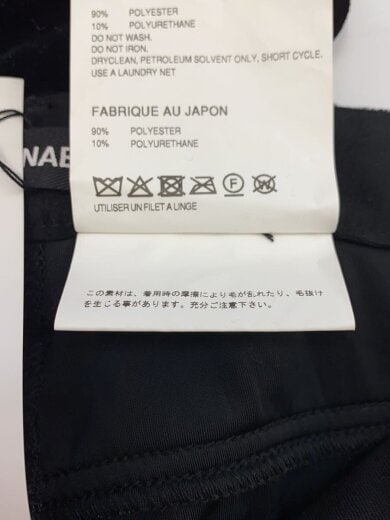 90% POLYESTER
10% POLYURETHANE
DO NOT WASH.
DO NOT IRON.
DRYCLEAN, PETROLEUM SOLVENT ONLY, SHORT CYCLE.
USE A LAUNDRY NET
FABRIQUE AU JAPON
90% POLYESTER
10% POLYURETHANE
F W
UTILISER UN FILET A LINGE
この素材は、着用時の摩擦により毛が乱れたり、毛抜け
を生じる事があります。充分ご注意下さい。